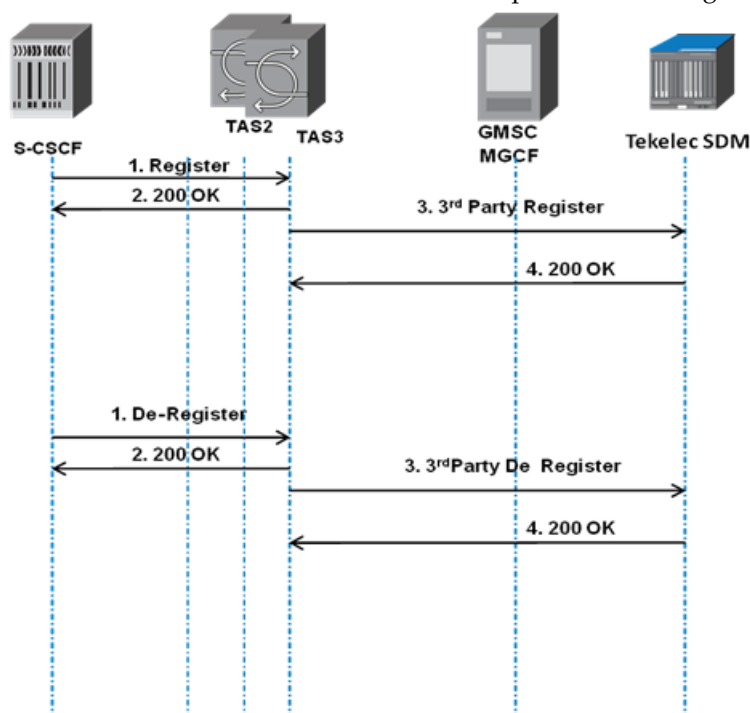 S-CSCF
TAS2
TAS3
GMSC
MGCF
Tekelec SDM
1. Register
2. 200 OK
3. 3rd Party Register
4. 200 OK
1. De-Register
2. 200 OK
3. 3rdParty De Register
4. 200 OK